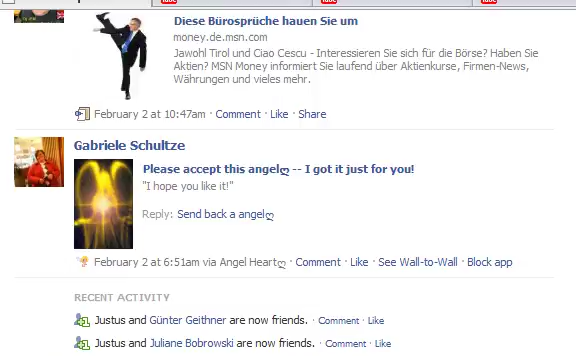 Diese Bürosprüche hauen Sie um
money.de.msn.com
Jawohl Tirol und Ciao Cescu - Interessieren Sie sich für die Börse? Haben Sie
Aktien? MSN Money informiert Sie laufend über Aktienkurse, Firmen-News,
Währungen und vieles mehr.
February 2 at 10:47am · Comment · Like · Share
Gabriele Schultze
Please accept this angelღ -- I got it just for you!
"I hope you like it!"
Reply: Send back a angelღ
February 2 at 6:51am via Angel Heartღ · Comment · Like · See Wall-to-Wall · Block app
RECENT ACTIVITY
Justus and Günter Geithner are now friends. · Comment · Like
Justus and Juliane Bobrowski are now friends. · Comment · Like